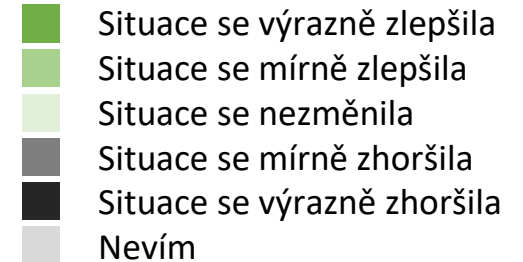 Situace se výrazně zlepšila
Situace se mírně zlepšila
Situace se nezměnila
Situace se mírně zhoršila
Situace se výrazně zhoršila
Nevím